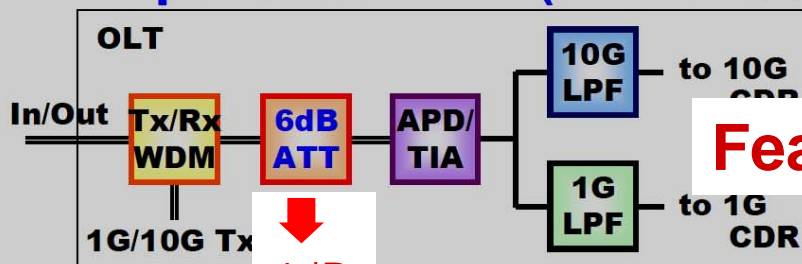 OLT
In/Out
Tx/Rx
WDM
6dB
ATT
APD/
TIA
10G
LPF
to 10G
CDR
1G
LPF
to 1G
CDR
1G/10G Tx
Fea